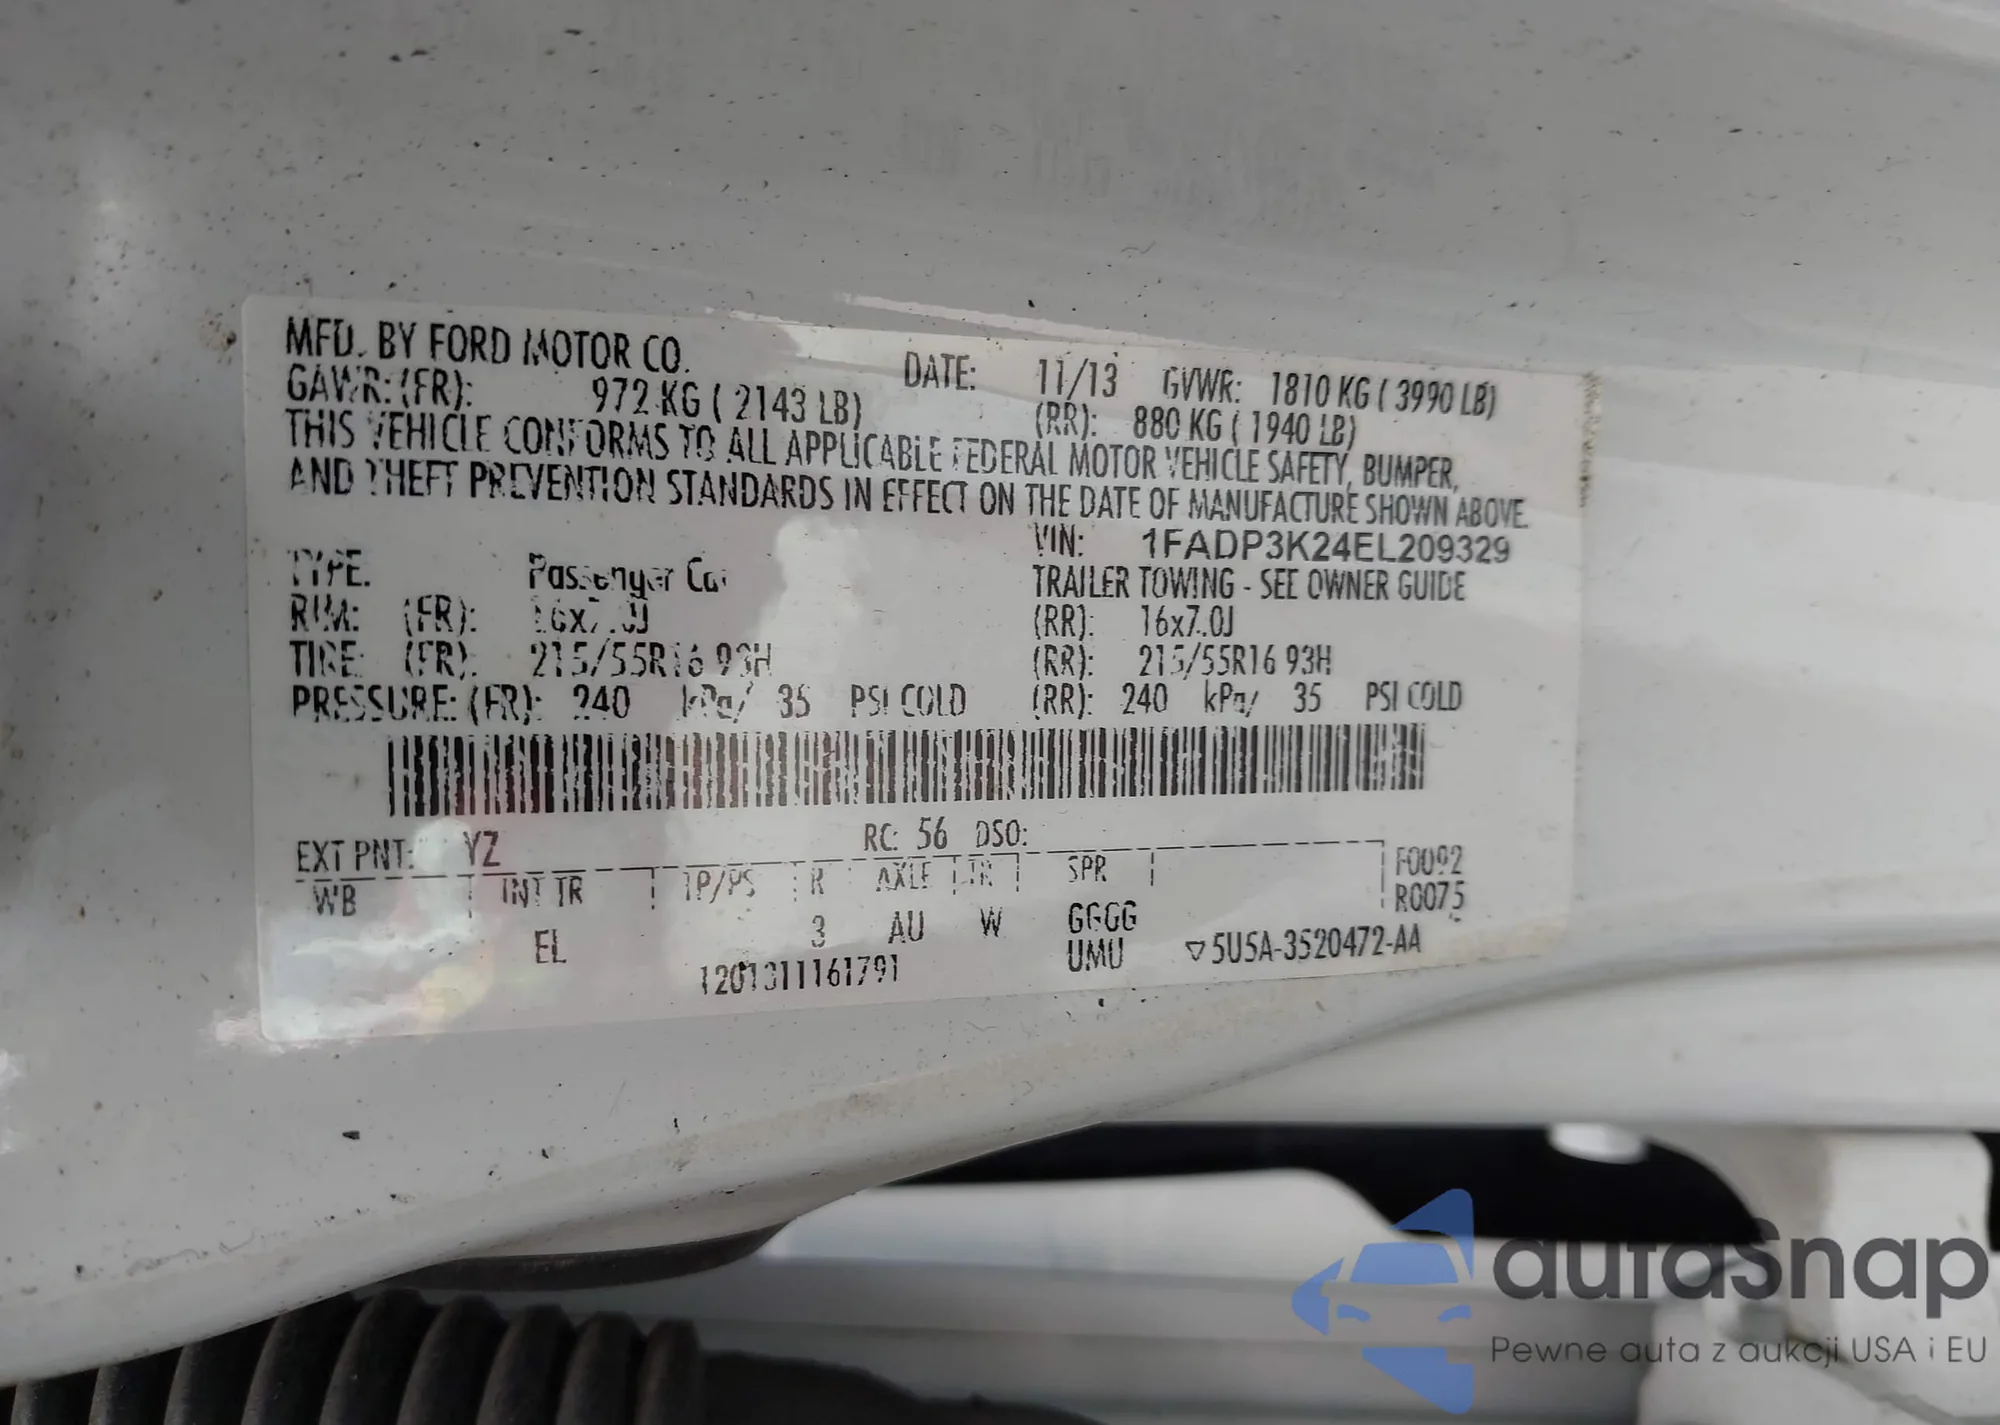 MFD. BY FORD MOTOR CO. DATE: 11/13 GVWR: 1810 KG ( 3990 LB)
GAWR: (FR): 972 KG ( 2143 LB) (RR): 880 KG ( 1940 LB)
THIS VEHICLE CONFORMS TO ALL APPLICABLE FEDERAL MOTOR VEHICLE SAFETY, BUMPER,
AND THEFT PREVENTION STANDARDS IN EFFECT ON THE DATE OF MANUFACTURE SHOWN ABOVE.
VIN: 1FADP3K24EL209329
TYPE: Passenger Car TRAILER TOWING - SEE OWNER GUIDE
RIM: (FR): 16x7.0J (RR): 16x7.0J
TIRE: (FR): 215/55R16 93H (RR): 215/55R16 93H
PRESSURE: (FR): 240 kPa/ 35 PSI COLD (RR): 240 kPa/ 35 PSI COLD
EXT PNT: YZ RC: 56 DSO:
WB INT TR TP/PS R AXLE TR SPR F0092
R0075
EL 3 AU W GGGG
UMU ▽5U5A-3520472-AA
1201311161791
autaSnap
Pewne auta z aukcji USA i EU